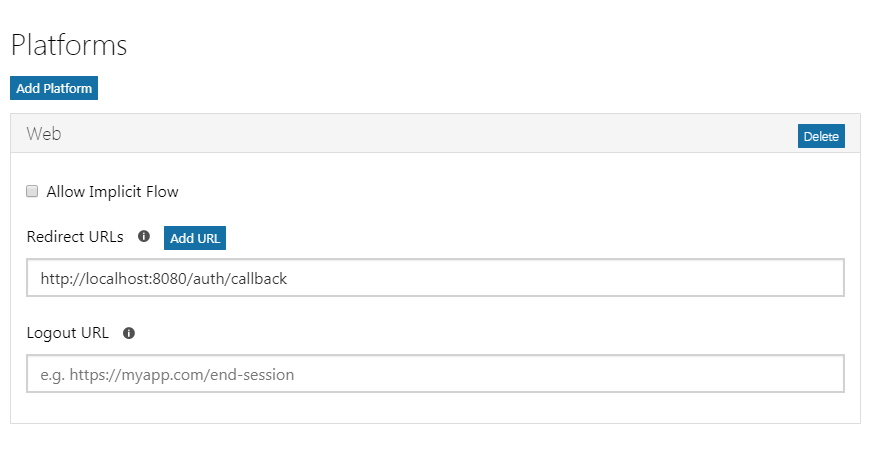 Platforms
Add Platform
Web
Delete
Allow Implicit Flow
Redirect URLs
Add URL
http://localhost:8080/auth/callback
Logout URL
e.g. https://myapp.com/end-session